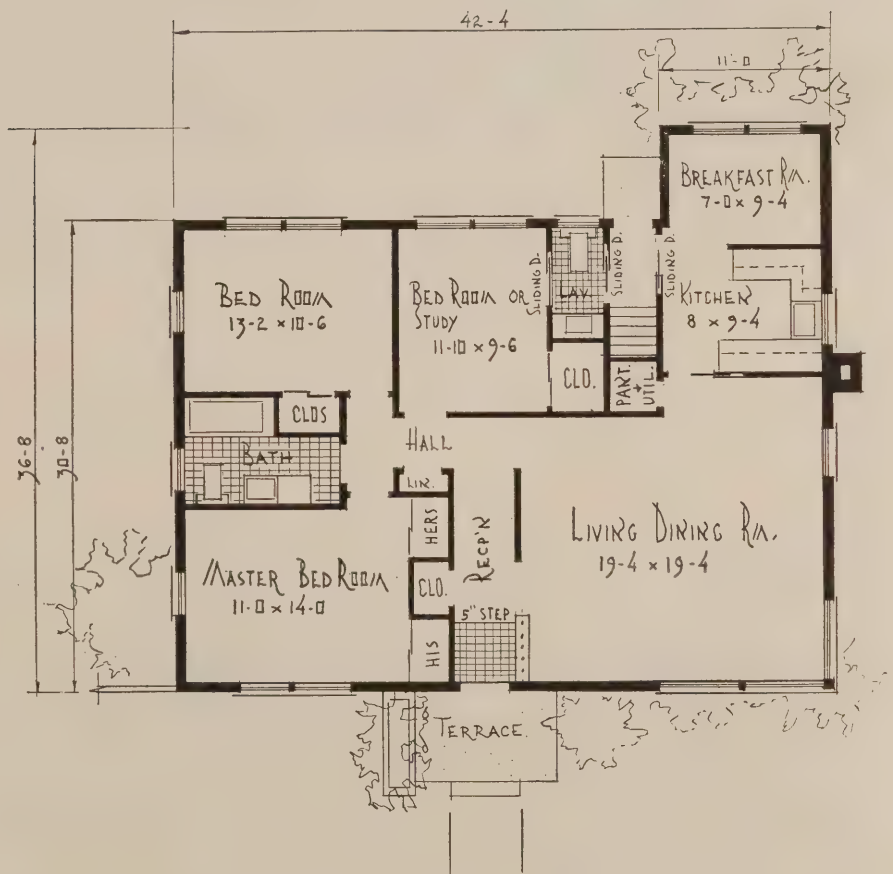 42-4
11-0
BREAKFAST RM.
7-0 x 9-4
SLIDING D.
LAV.
SLIDING D.
SLIDING D.
BED ROOM
13-2 x 10-6
BED ROOM OR
STUDY
11-10 x 9-6
KITCHEN
8 x 9-4
CLO.
PANT.
+
UTIL.
CLOS
36-8
30-8
HALL
BATH
LIN.
HERS
RECP'N
LIVING DINING RM.
19-4 x 19-4
MASTER BED ROOM
11-0 x 14-0
CLO.
5" STEP
HIS
TERRACE